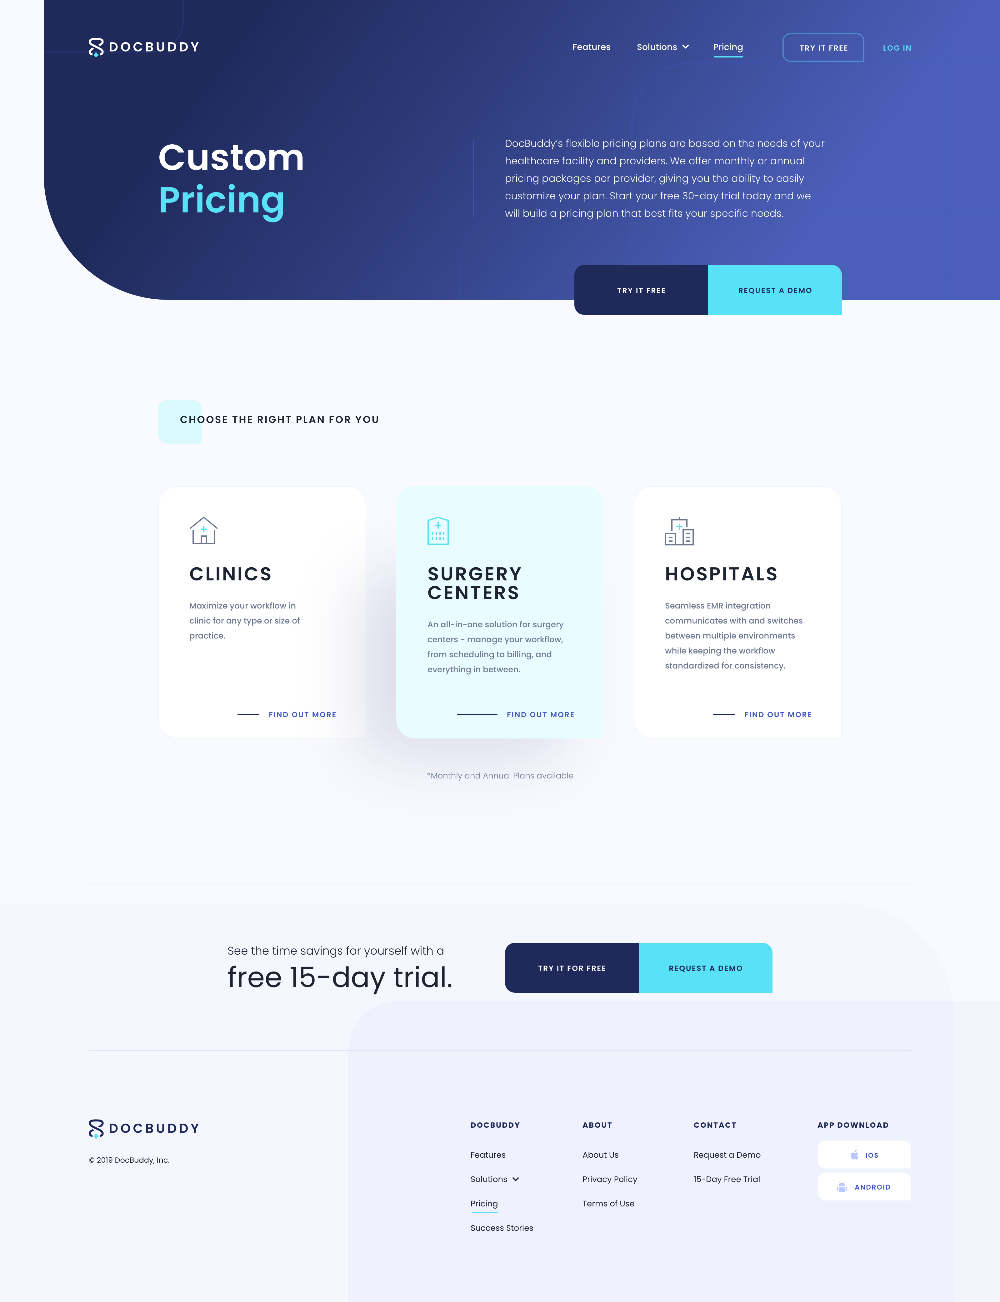 DOCBUDDY
Features
Solutions
Pricing
TRY IT FREE
LOG IN
Custom
Pricing
DocBuddy's flexible pricing plans are based on the needs of your
healthcare facility and providers. We offer monthly or annual
pricing packages per provider, giving you the ability to easily
customize your plan. Start your free 30-day trial today and we
will build a pricing plan that best fits your specific needs.
TRY IT FREE
REQUEST A DEMO
CHOOSE THE RIGHT PLAN FOR YOU
CLINICS
Maximize your workflow in
clinic for any type or size of
practice.
FIND OUT MORE
SURGERY
CENTERS
An all-in-one solution for surgery
centers - manage your workflow,
from scheduling to billing, and
everything in between.
FIND OUT MORE
HOSPITALS
Seamless EMR integration
communicates with and switches
between multiple environments
while keeping the workflow
standardized for consistency.
FIND OUT MORE
*Monthly and Annual Plans available.
See the time savings for yourself with a
free 15-day trial.
TRY IT FOR FREE
REQUEST A DEMO
DOCBUDDY
© 2019 DocBuddy, Inc.
DOCBUDDY
Features
Solutions
Pricing
Success Stories
ABOUT
About Us
Privacy Policy
Terms of Use
CONTACT
Request a Demo
15-Day Free Trial
APP DOWNLOAD
IOS
ANDROID